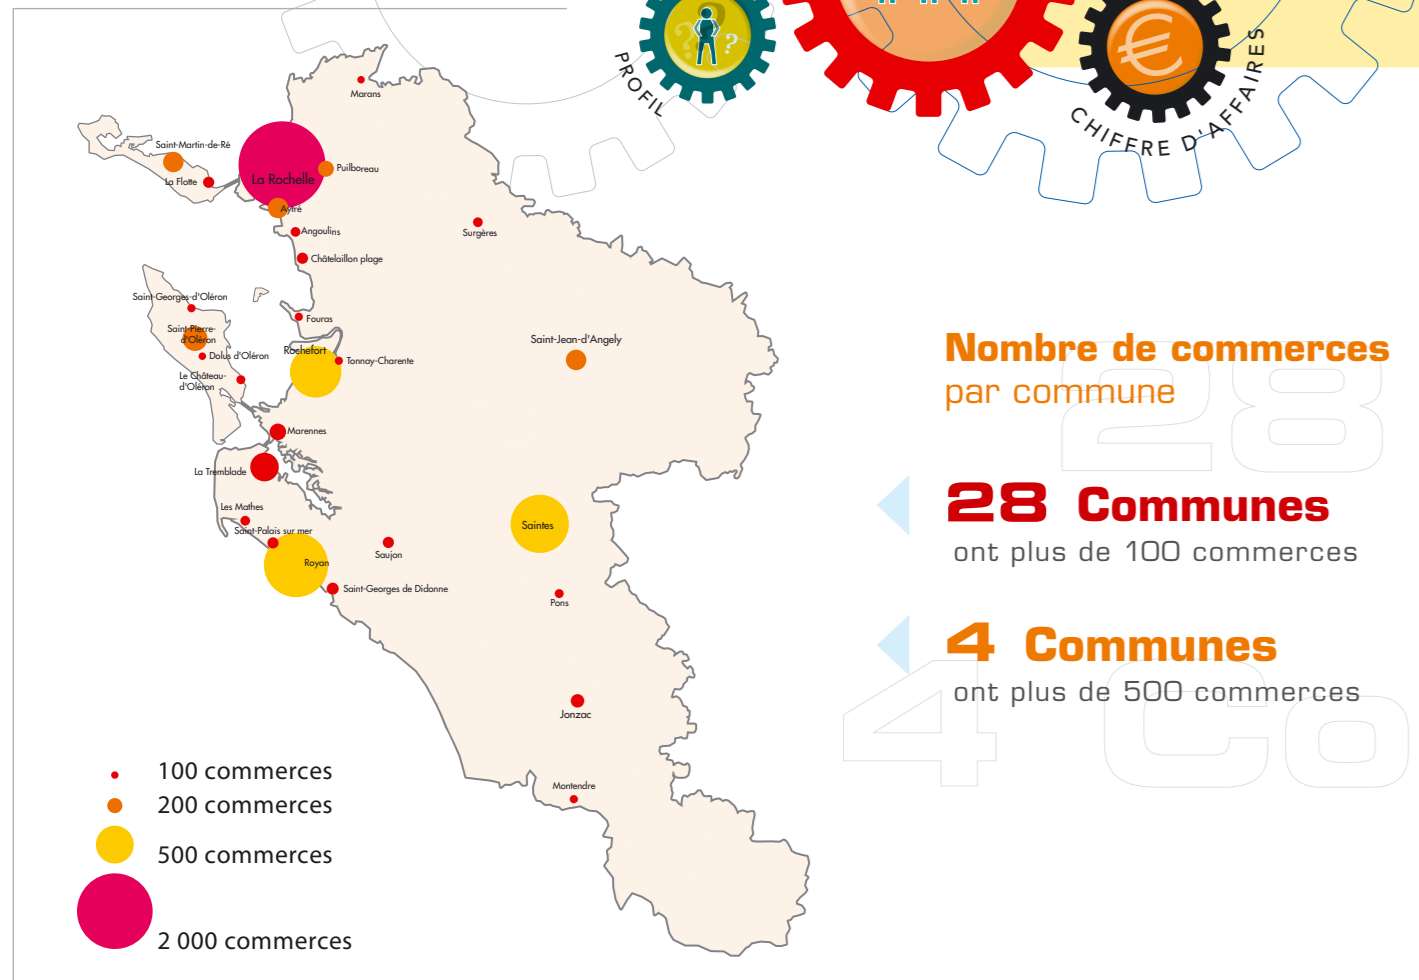 PROFIL
CHIFFRE D'AFFAIRES
Marans
Saint-Martin-de-Ré
La Flotte
La Rochelle
Puilboreau
Aytré
Angoulins
Châtelaillon plage
Surgères
Saint-Georges-d'Oléron
Saint-Pierre-
d'Oléron
Dolus d'Oléron
Le Château-
d'Oléron
Fouras
Rochefort
Tonnay-Charente
Saint-Jean-d'Angely
Marennes
La Tremblade
Les Mathes
Saint-Palais sur mer
Royan
Saujon
Saint-Georges de Didonne
Saintes
Pons
Jonzac
Montendre
100 commerces
200 commerces
500 commerces
2 000 commerces
Nombre de commerces
par commune
28
28 Communes
ont plus de 100 commerces
4 Communes
ont plus de 500 commerces
4 Co